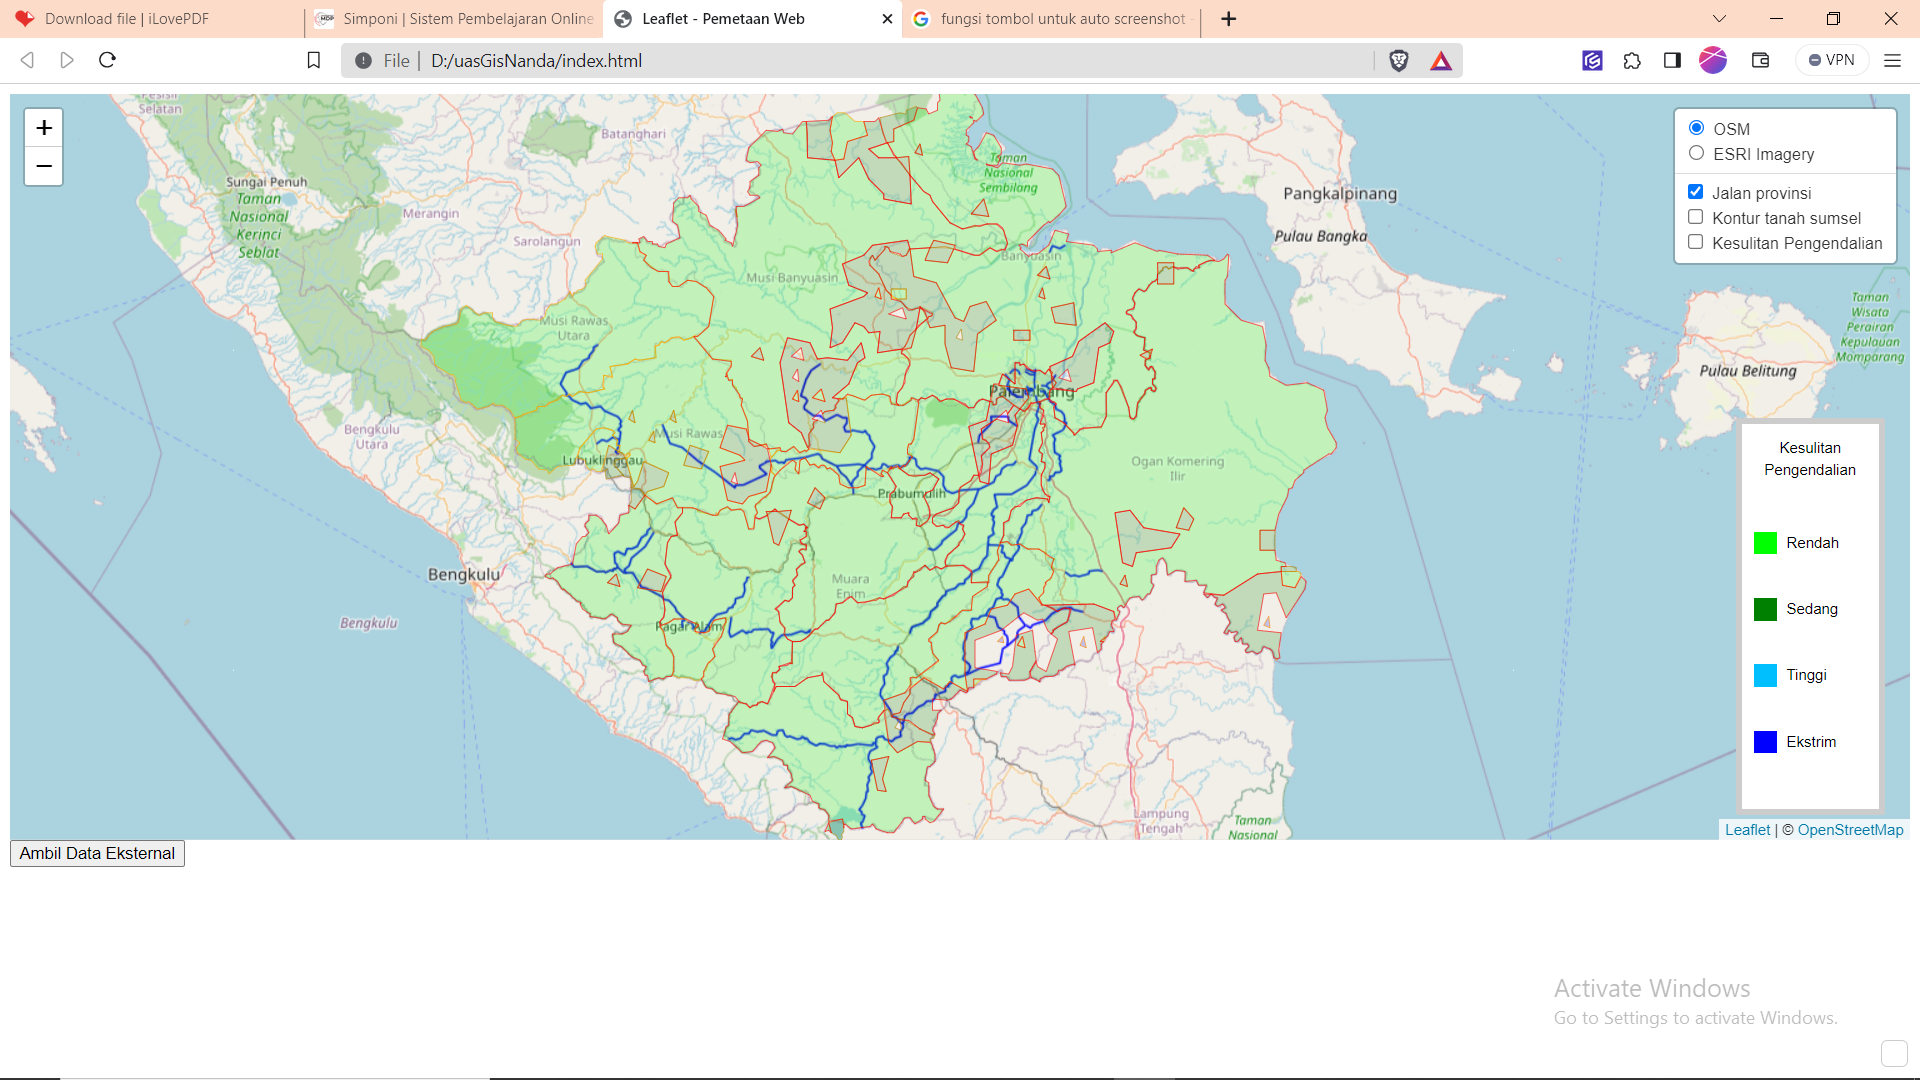 Download file | iLovePDF
Simponi | Sistem Pembelajaran Online
Leaflet - Pemetaan Web
fungsi tombol untuk auto screenshot -
File
D:/uasGisNanda/index.html
VPN
+
−
OSM
ESRI Imagery
Jalan provinsi
Kontur tanah sumsel
Kesulitan Pengendalian
Pesisir
Selatan
Batanghari
Sungai Penuh
Taman
Nasional
Kerinci
Seblat
Merangin
Sarolangun
Taman
Nasional
Sembilang
Pangkalpinang
Pulau Bangka
Banyuasin
Musi Banyuasin
Musi Rawas
Utara
Taman
Wisata
Perairan
Kepulauan
Momparang
Pulau Belitung
Palembang
Bengkulu
Utara
Musi Rawas
Lubuklinggau
Ogan Komering
Ilir
Prabumulih
Bengkulu
Muara
Enim
Bengkulu
Pagar Alam
Lampung
Tengah
Taman
Nasional
Kesulitan
Pengendalian
Rendah
Sedang
Tinggi
Ekstrim
Leaflet | © OpenStreetMap
Ambil Data Eksternal
Activate Windows
Go to Settings to activate Windows.